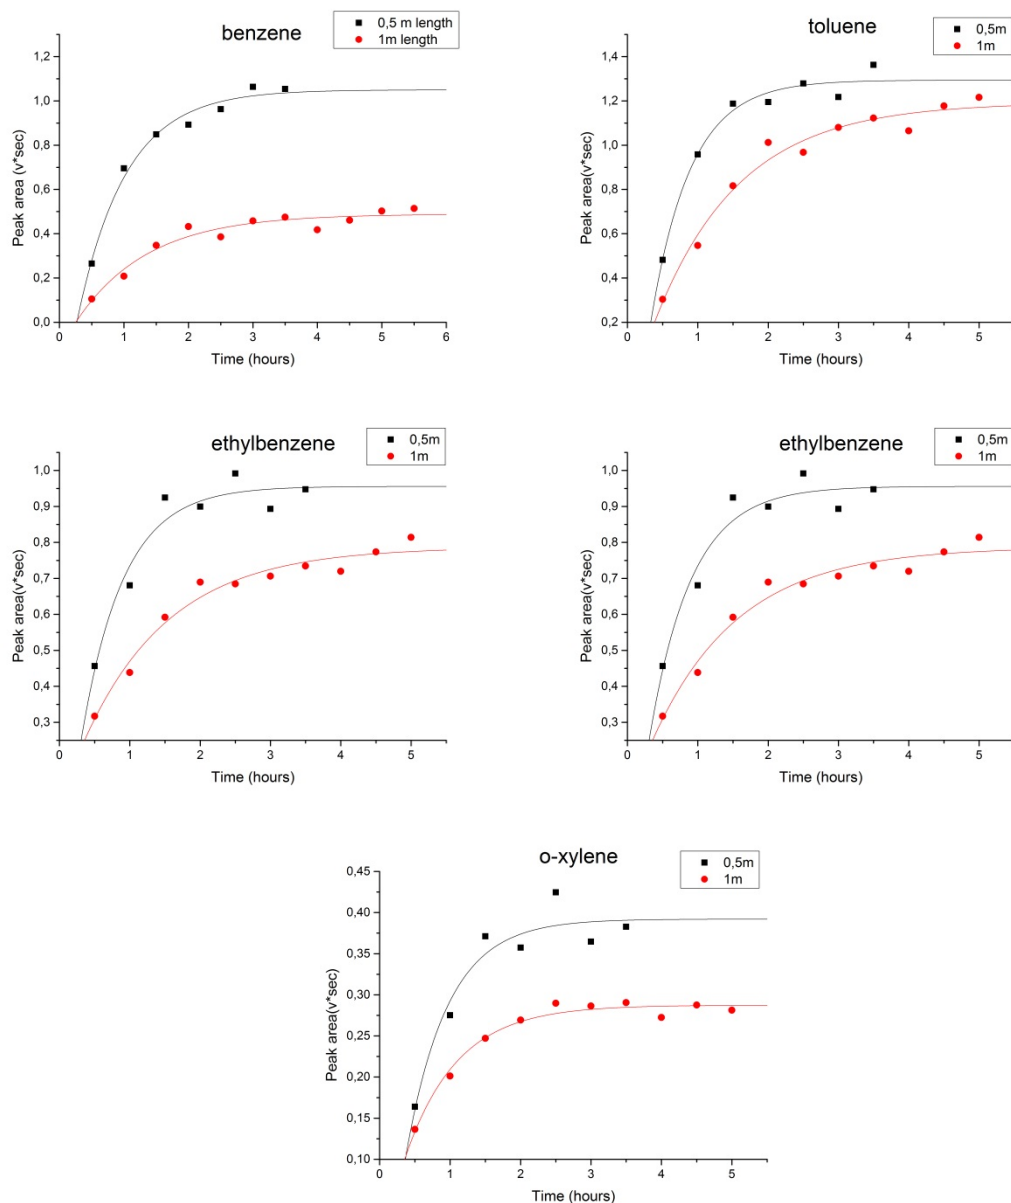 benzene
0,5 m length
1m length
Peak area (v*sec)
1,2
1,0
0,8
0,6
0,4
0,2
0,0
0 1 2 3 4 5 6
Time (hours)
toluene
0,5m
1m
Peak area(v*sec)
1,4
1,2
1,0
0,8
0,6
0,4
0,2
0 1 2 3 4 5
Time (hours)
ethylbenzene
0,5m
1m
Peak area(v*sec)
1,0
0,9
0,8
0,7
0,6
0,5
0,4
0,3
0 1 2 3 4 5
Time (hours)
ethylbenzene
0,5m
1m
Peak area(v*sec)
1,0
0,9
0,8
0,7
0,6
0,5
0,4
0,3
0 1 2 3 4 5
Time (hours)
o-xylene
0,5m
1m
Peak area(v*sec)
0,45
0,40
0,35
0,30
0,25
0,20
0,15
0,10
0 1 2 3 4 5
Time (hours)